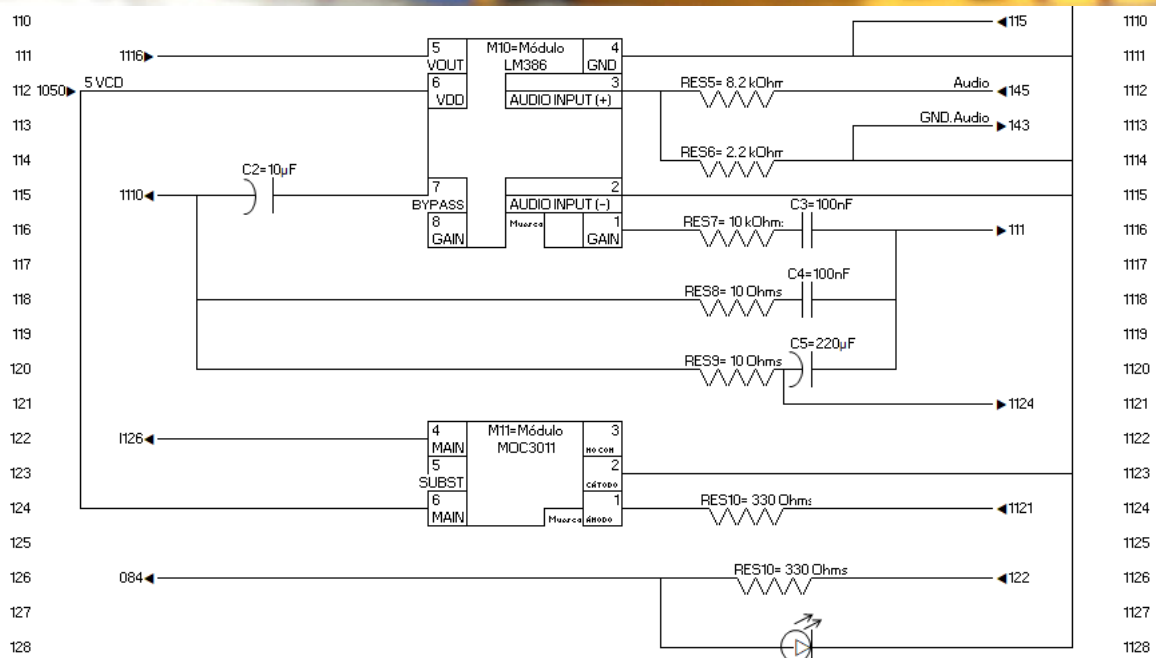 110 115 1110
111 1116 5 M10=Módulo 4 1111
VOUT LM386 GND
112 1050 5 VCD 6 3 RES5= 8.2 kOhm Audio 145 1112
VDD AUDIO INPUT (+)
113 GND.Audio 143 1113
114 RES6= 2.2 kOhm 1114
C2=10µF
115 1110 7 2 1115
BYPASS AUDIO INPUT (-) C3=100nF
116 8 Muesca 1 RES7= 10 kOhms 111 1116
GAIN GAIN
117 C4=100nF 1117
118 RES8= 10 Ohms 1118
119 C5=220µF 1119
120 RES9= 10 Ohms 1120
121 1124 1121
122 1126 4 M11=Módulo 3 1122
MAIN MOC3011 NO CON
123 5 2 1123
SUBST CÁTODO
124 6 1 RES10= 330 Ohms 1121 1124
MAIN Muesca ÁNODO
125 1125
126 084 RES10= 330 Ohms 122 1126
127 1127
128 1128